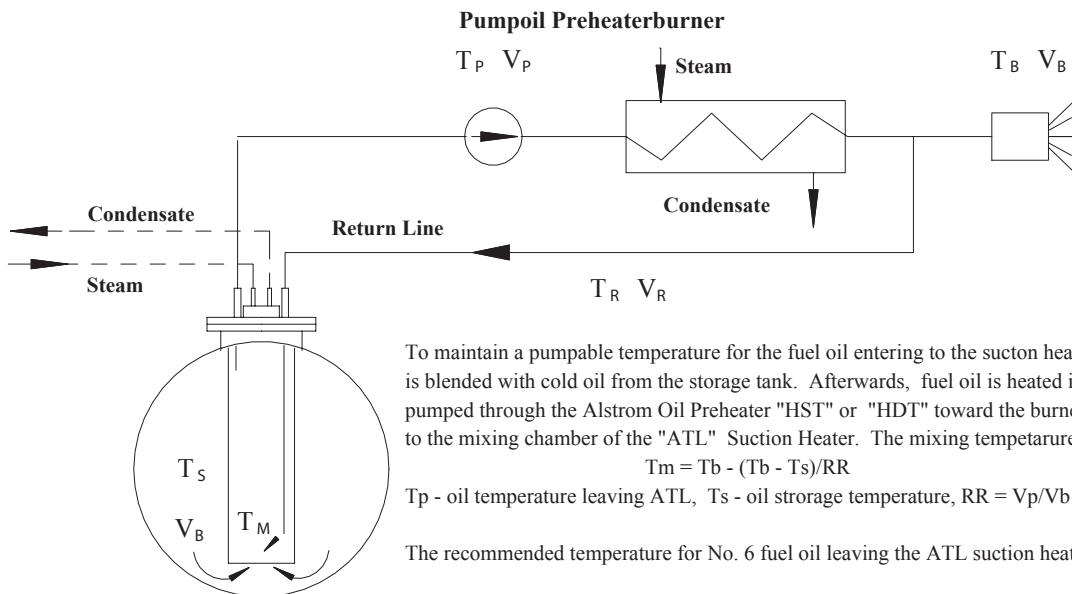 Pumpoil Preheaterburner
TP VP
Steam
TB VB
Condensate
Condensate
Return Line
Steam
TR VR
To maintain a pumpable temperature for the fuel oil entering to the sucton hea
is blended with cold oil from the storage tank. Afterwards, fuel oil is heated i
pumped through the Alstrom Oil Preheater "HST" or "HDT" toward the burne
to the mixing chamber of the "ATL" Suction Heater. The mixing tempetarure
Tm = Tb - (Tb - Ts)/RR
Tp - oil temperature leaving ATL, Ts - oil strorage temperature, RR = Vp/Vb
TS
VB
TM
The recommended temperature for No. 6 fuel oil leaving the ATL suction heat